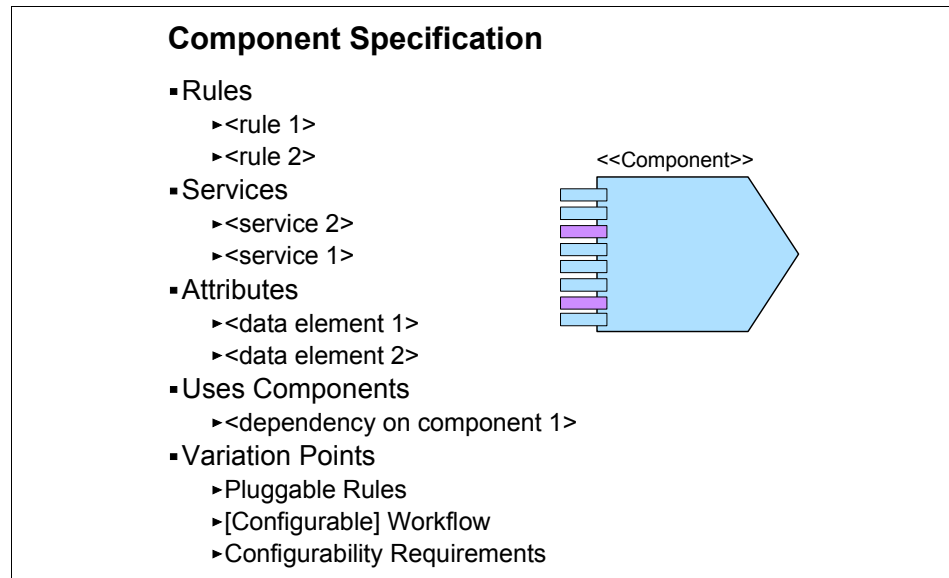 Component Specification
▪Rules
►<rule 1>
►<rule 2>
▪Services
►<service 2>
►<service 1>
▪Attributes
►<data element 1>
►<data element 2>
▪Uses Components
►<dependency on component 1>
▪Variation Points
►Pluggable Rules
►[Configurable] Workflow
►Configurability Requirements
<<Component>>